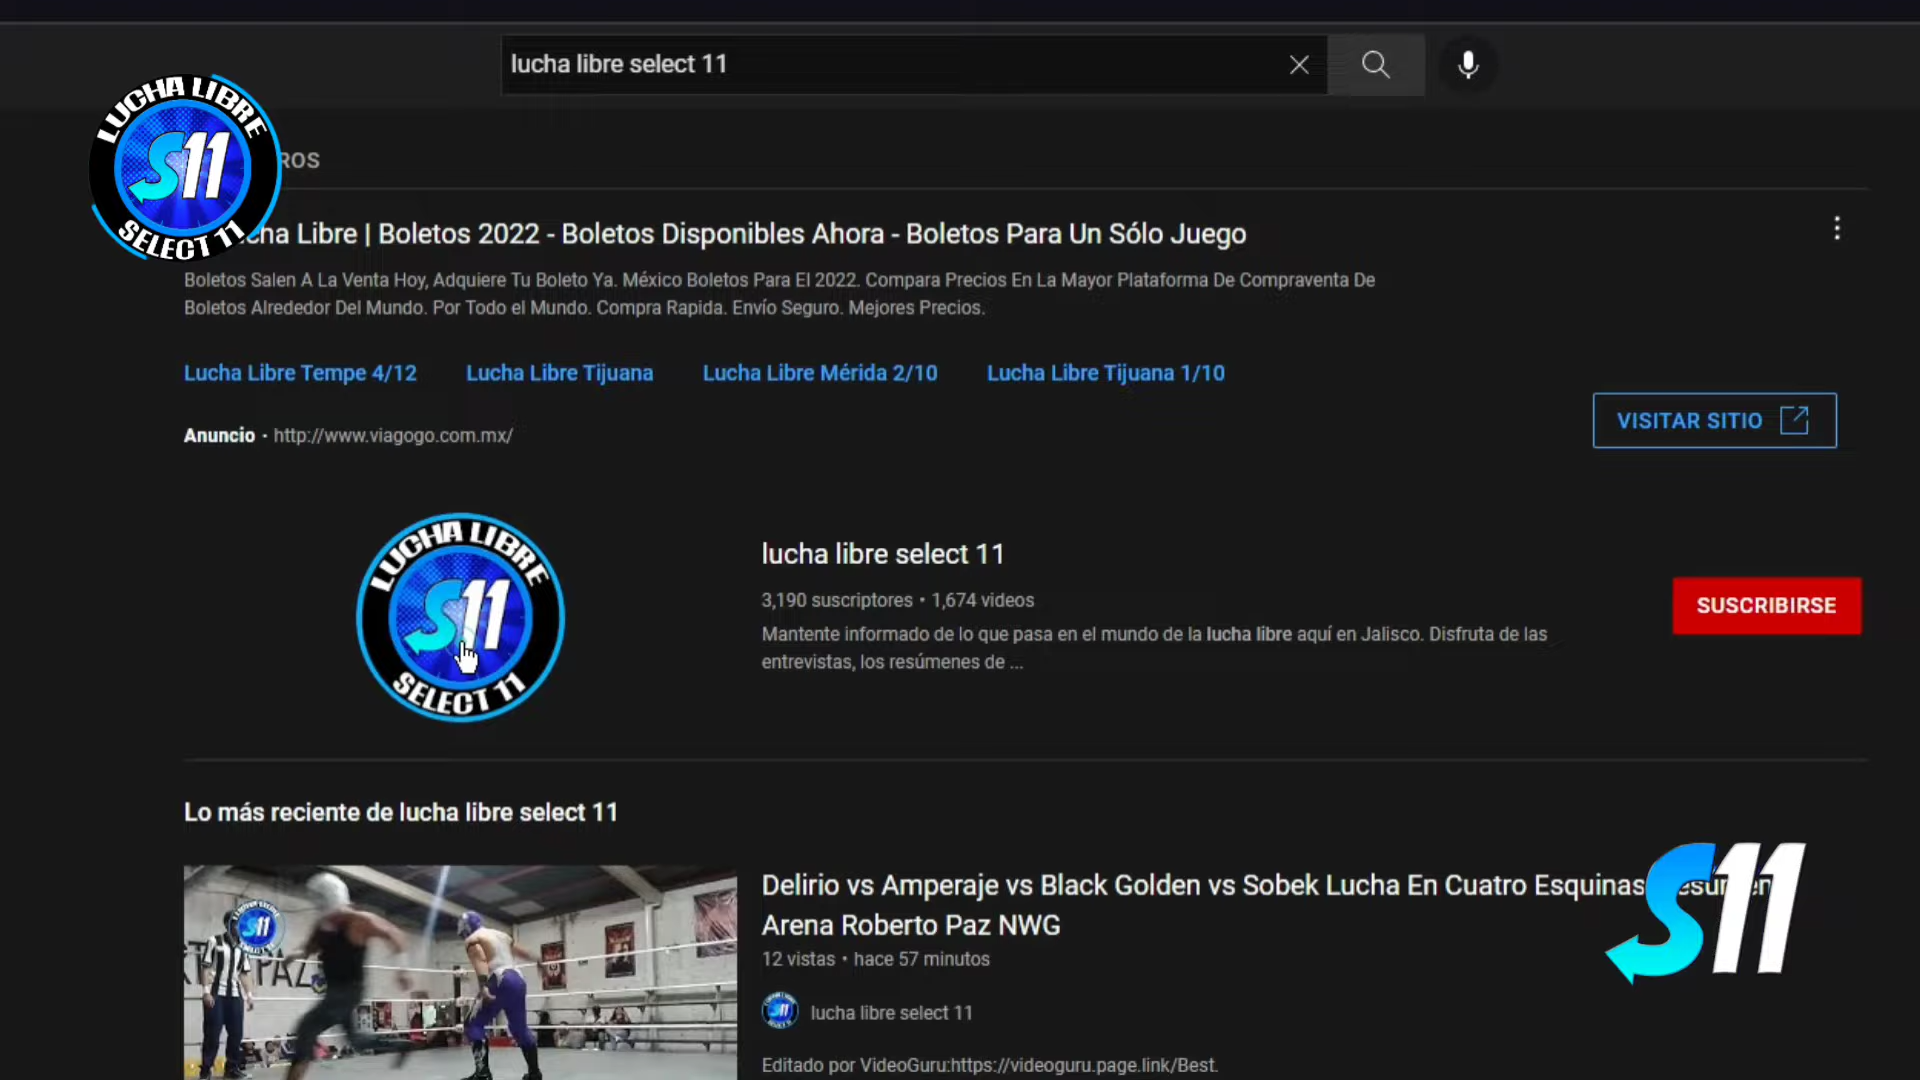 lucha libre select 11
LUCHA LIBRE
S11
SELECT 11
ROS
cha Libre | Boletos 2022 - Boletos Disponibles Ahora - Boletos Para Un Sólo Juego
Boletos Salen A La Venta Hoy, Adquiere Tu Boleto Ya. México Boletos Para El 2022. Compara Precios En La Mayor Plataforma De Compraventa De
Boletos Alrededor Del Mundo. Por Todo el Mundo. Compra Rapida. Envío Seguro. Mejores Precios.
Lucha Libre Tempe 4/12 Lucha Libre Tijuana Lucha Libre Mérida 2/10 Lucha Libre Tijuana 1/10
VISITAR SITIO
Anuncio · http://www.viagogo.com.mx/
LUCHA LIBRE
S11
SELECT 11
lucha libre select 11
3,190 suscriptores • 1,674 videos
Mantente informado de lo que pasa en el mundo de la lucha libre aquí en Jalisco. Disfruta de las
entrevistas, los resúmenes de ...
SUSCRIBIRSE
Lo más reciente de lucha libre select 11
Delirio vs Amperaje vs Black Golden vs Sobek Lucha En Cuatro Esquinas
Arena Roberto Paz NWG
12 vistas • hace 57 minutos
S11
lucha libre select 11
Editado por VideoGuru:https://videoguru.page.link/Best.